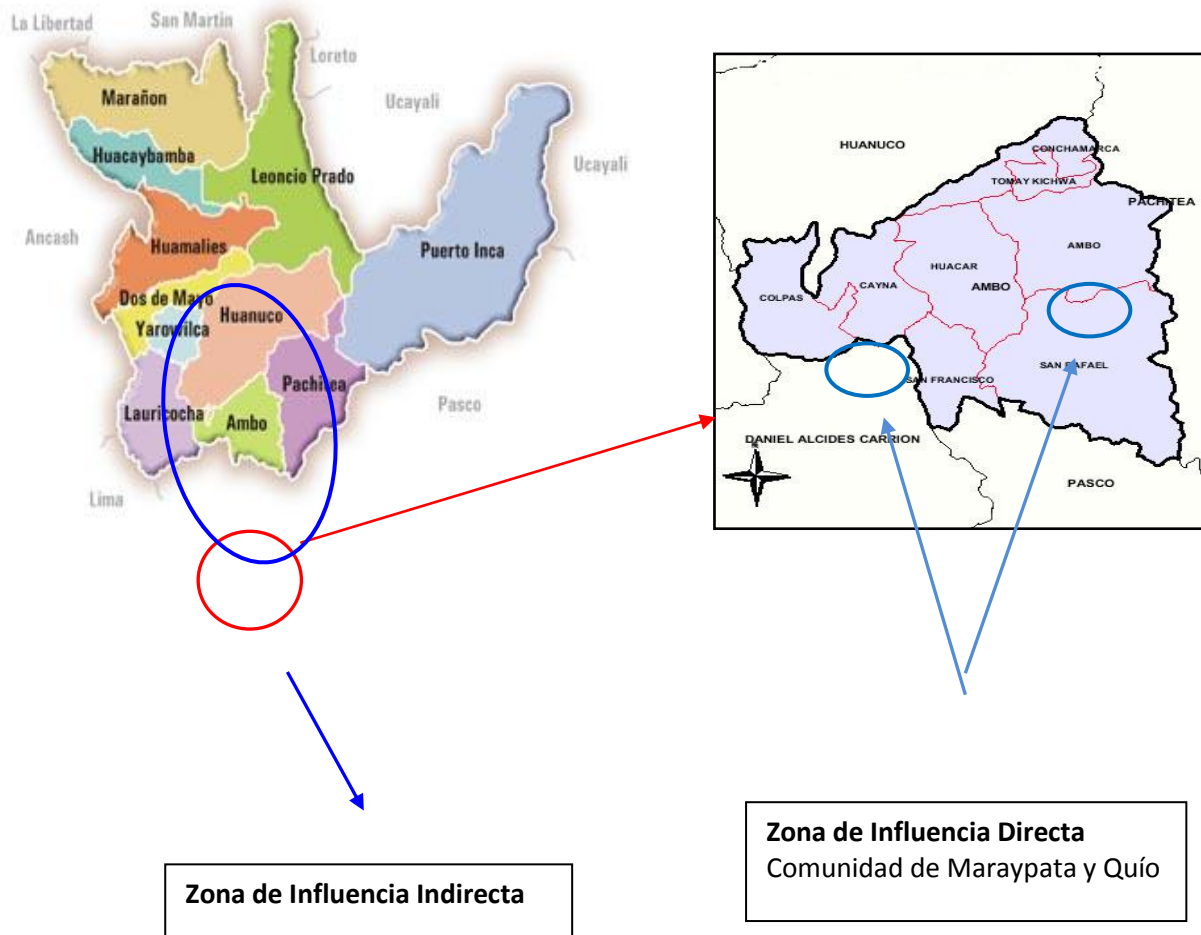 La Libertad
San Martin
Loreto
Marañon
Ucayali
Huacaybamba
Leoncio Prado
Ucayali
Ancash
Huamalies
Puerto Inca
Dos de Mayo
Huanuco
Yarowilca
Pachitea
Lauricocha
Ambo
Pasco
Lima
HUANUCO
CONCHAMARCA
TOMAY KICHWA
PACHITEA
AMBO
HUACAR
CAYNA
AMBO
COLPAS
SAN RAFAEL
SAN FRANCISCO
DANIEL ALCIDES CARRION
PASCO
Zona de Influencia Directa
Comunidad de Maraypata y Quío
Zona de Influencia Indirecta